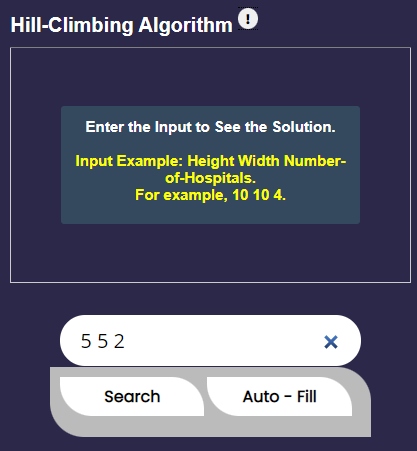 Hill-Climbing Algorithm !
Enter the Input to See the Solution.
Input Example: Height Width Number-
of-Hospitals.
For example, 10 10 4.
5 5 2 ×
Search Auto - Fill